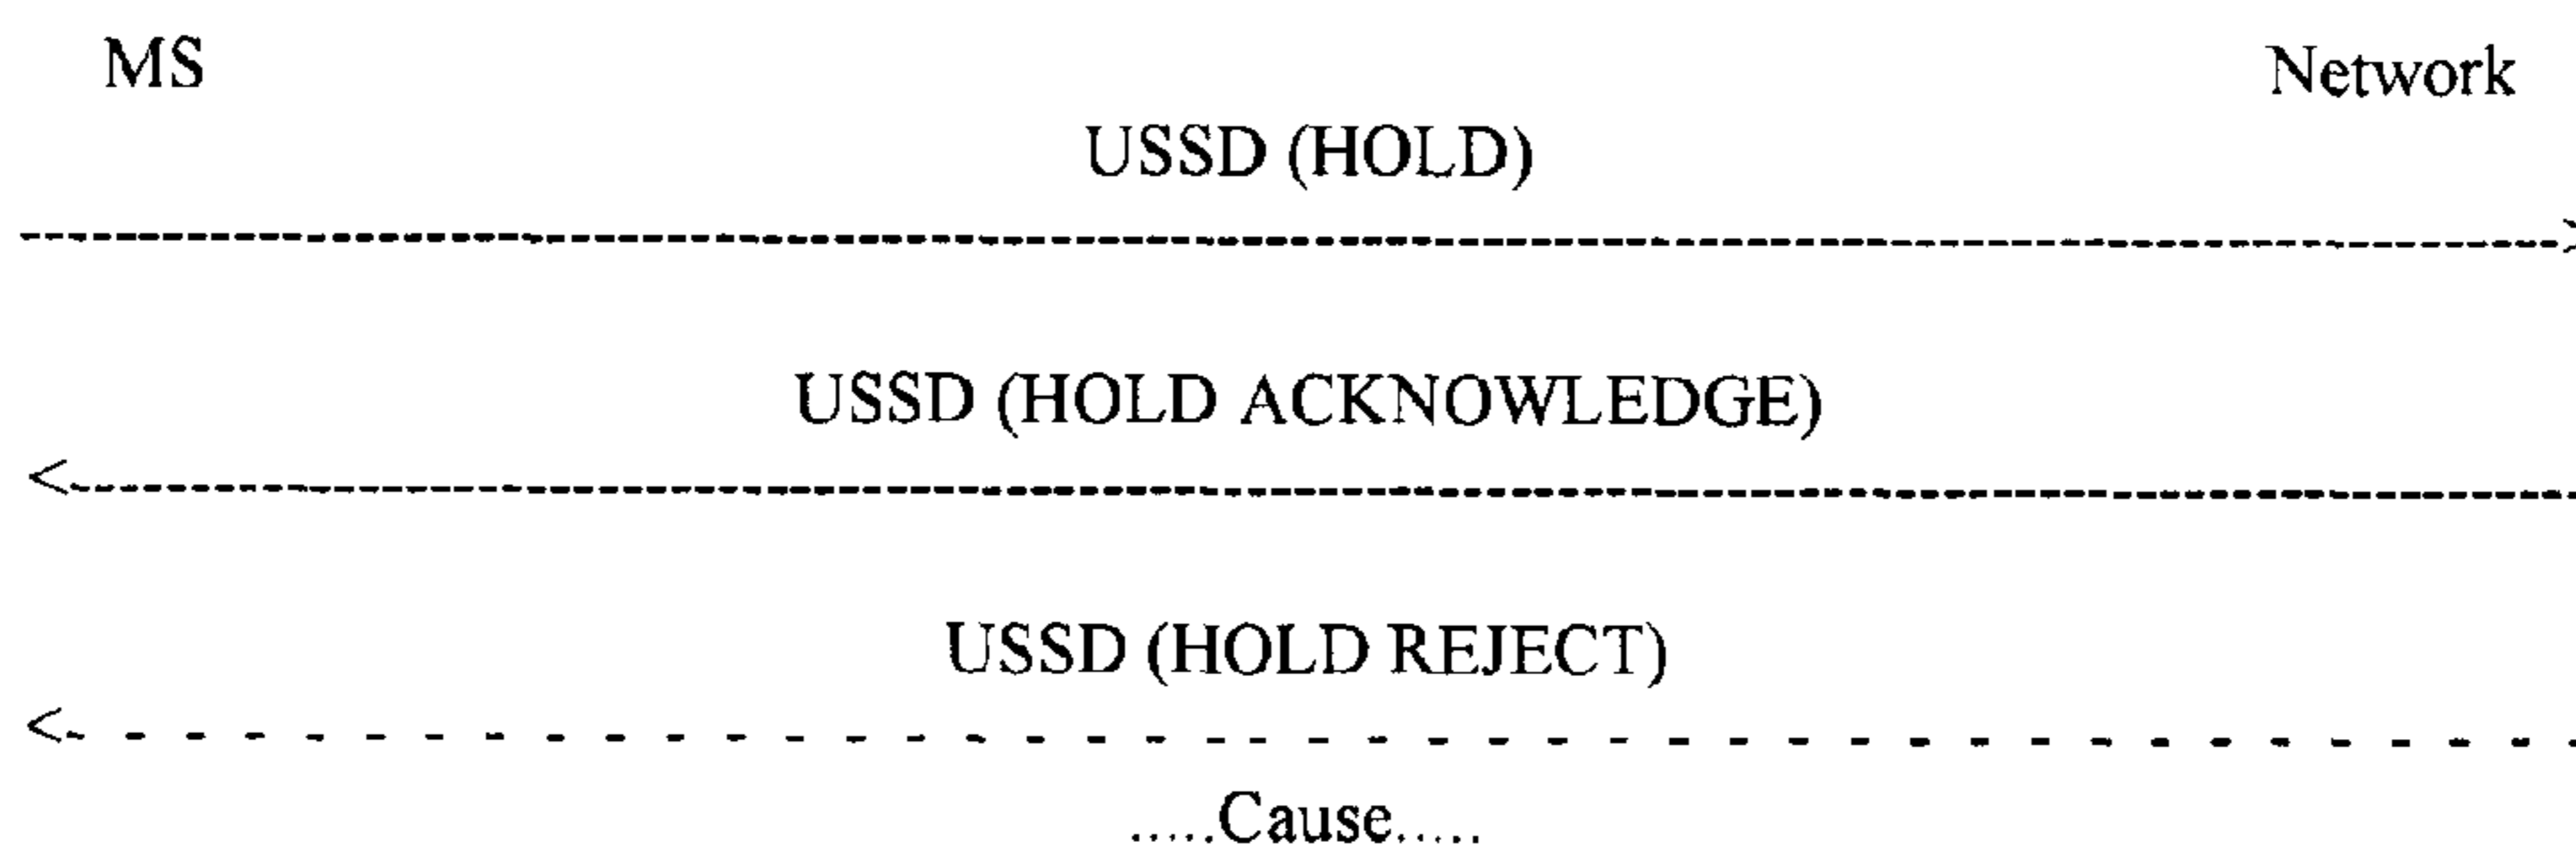 MS Network
USSD (HOLD)
USSD (HOLD ACKNOWLEDGE)
USSD (HOLD REJECT)
.....Cause.....